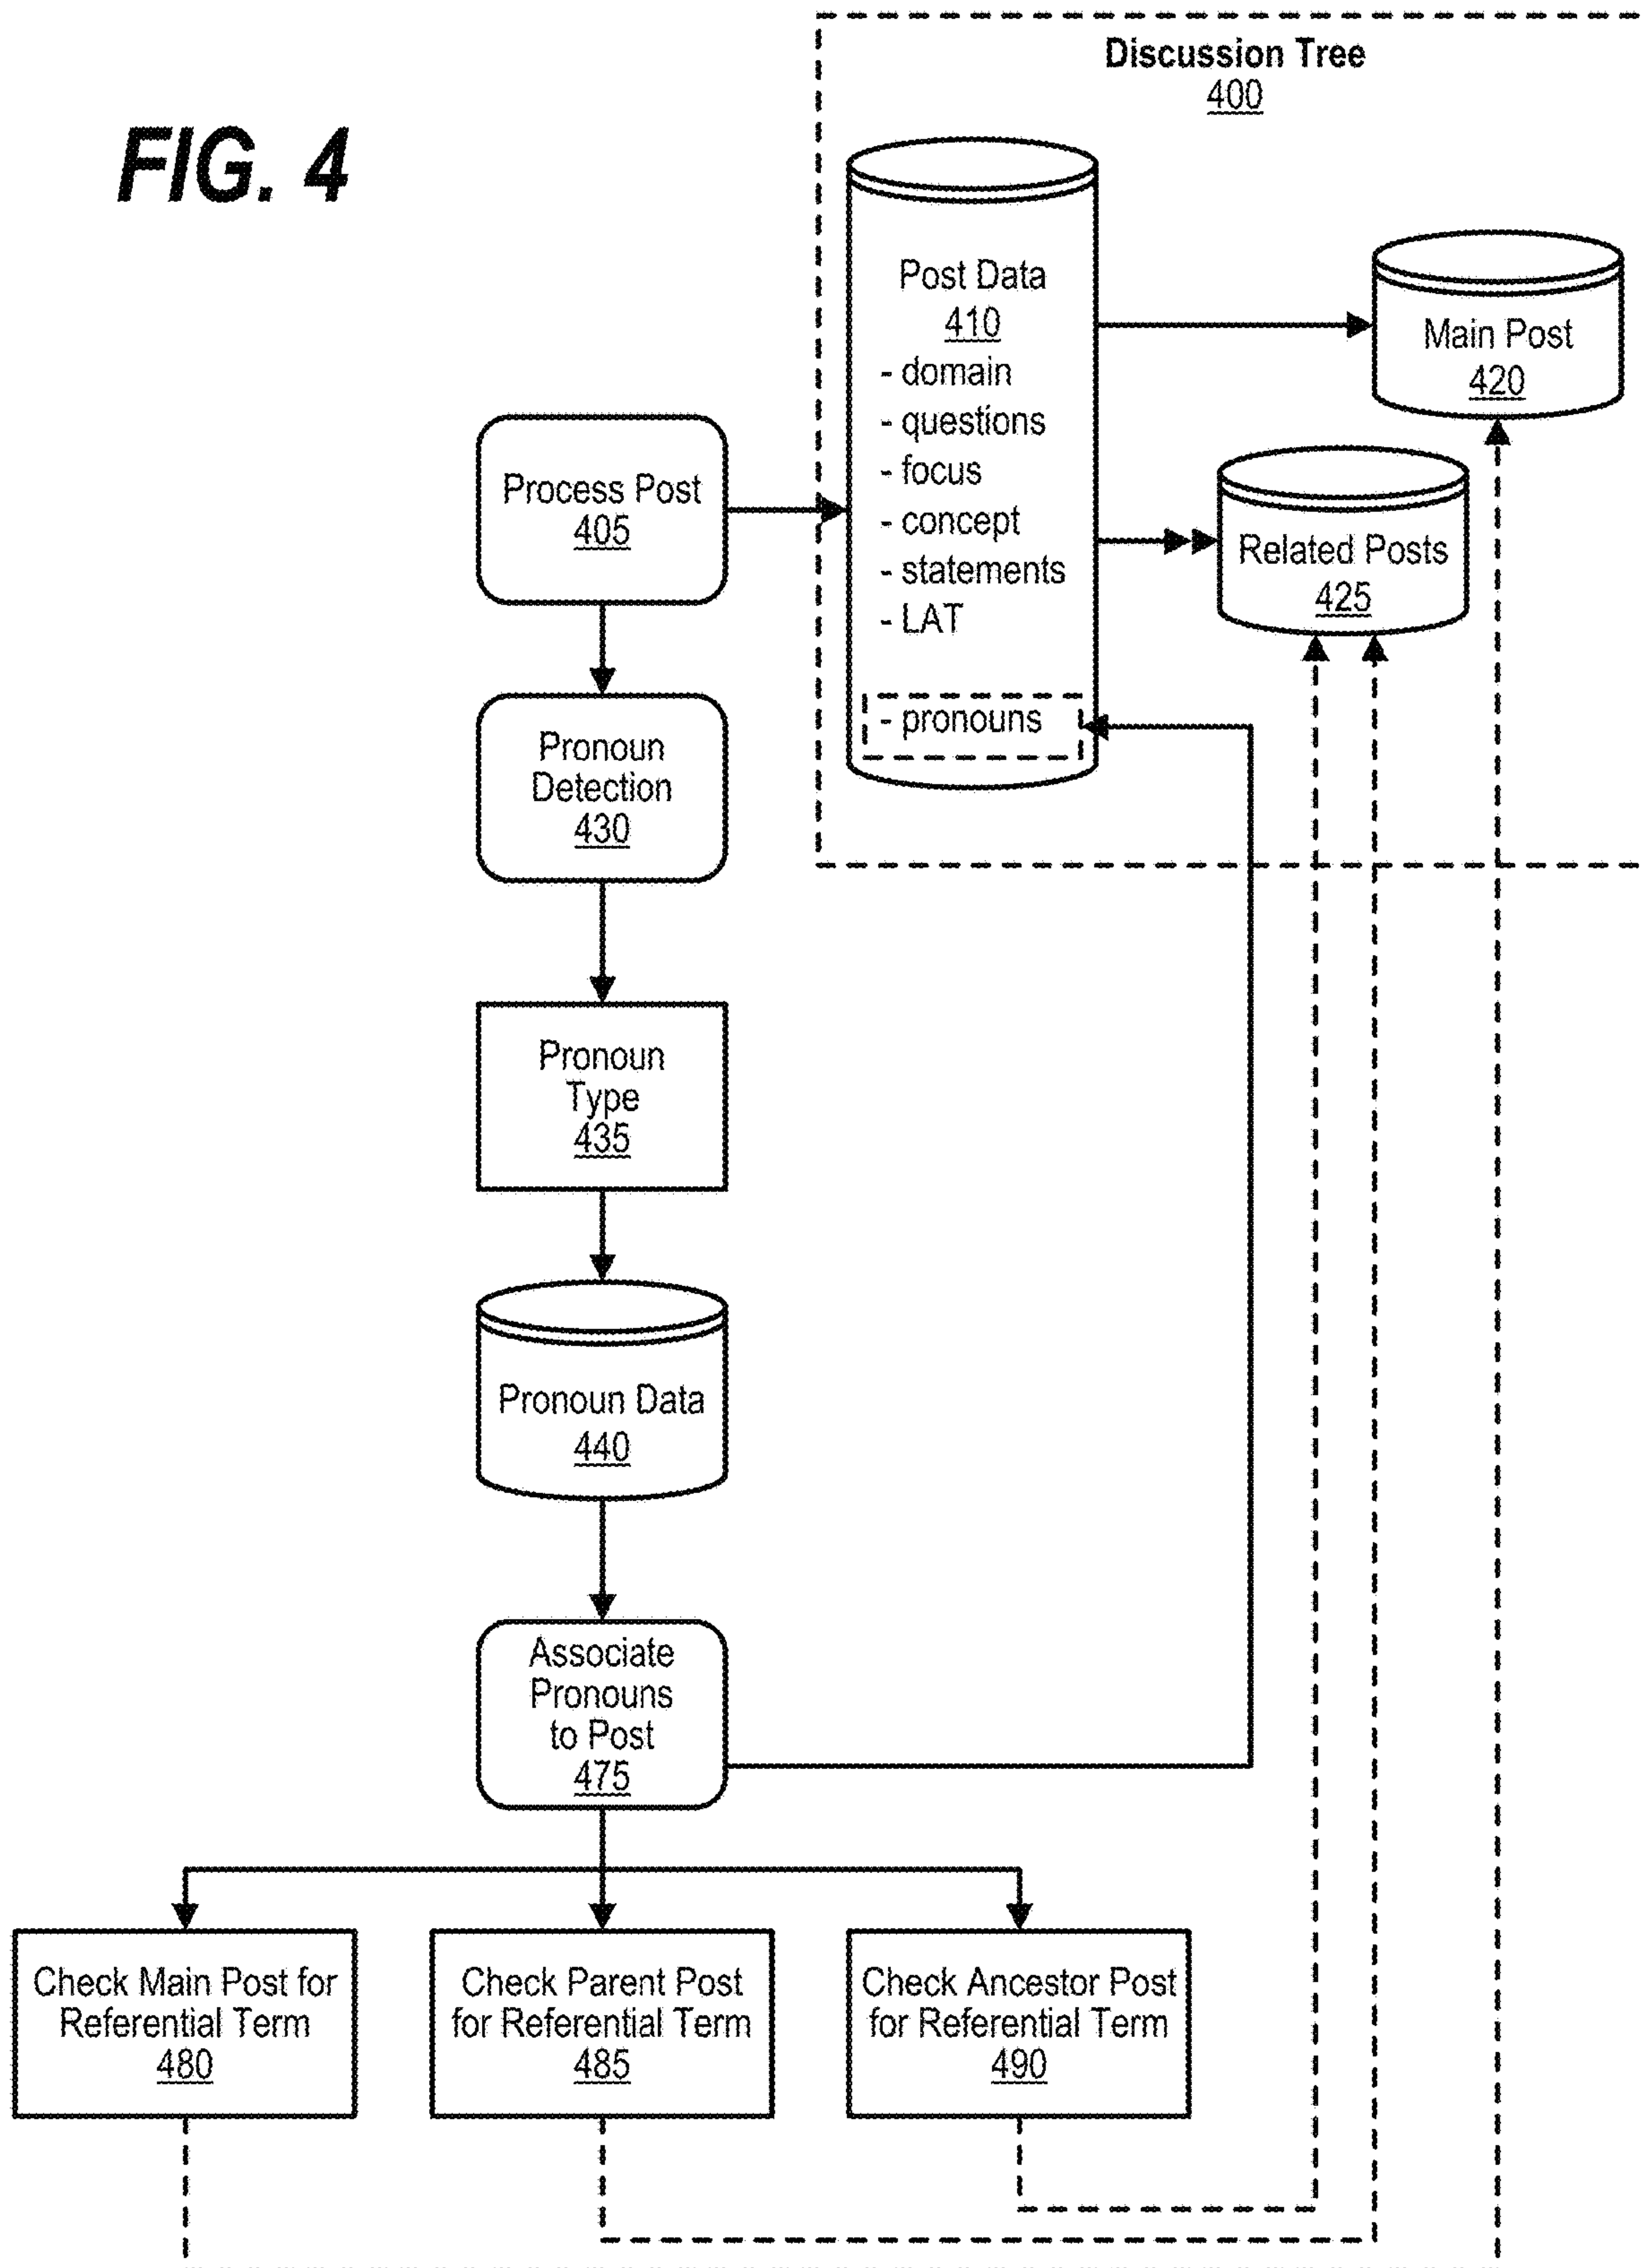 FIG. 4
Discussion Tree
400
Post Data
410
- domain
- questions
- focus
- concept
- statements
- LAT
- pronouns
Main Post
420
Related Posts
425
Process Post
405
Pronoun
Detection
430
Pronoun
Type
435
Pronoun Data
440
Associate
Pronouns
to Post
475
Check Main Post for
Referential Term
480
Check Parent Post
for Referential Term
485
Check Ancestor Post
for Referential Term
490